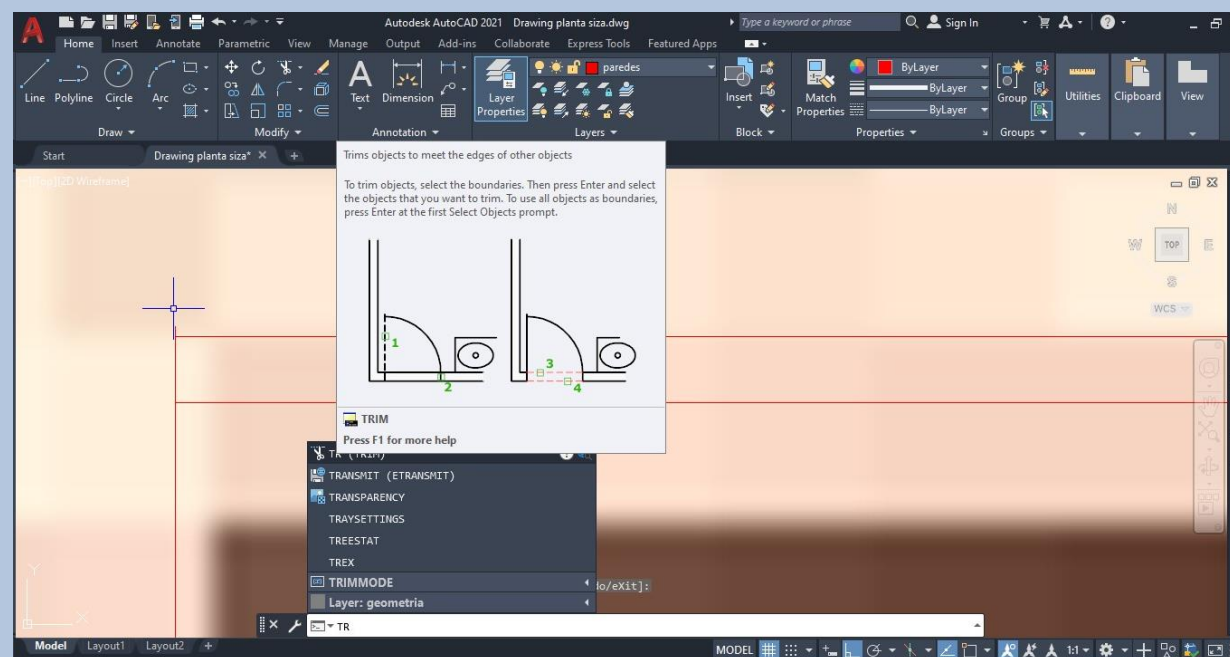 Autodesk AutoCAD 2021 Drawing planta siza.dwg
Type a keyword or phrase
Sign In
Home Insert Annotate Parametric View Manage Output Add-ins Collaborate Express Tools Featured Apps
paredes
ByLayer
ByLayer
ByLayer
Line Polyline Circle Arc
Text Dimension
Layer
Properties
Insert
Match
Properties
Group
Utilities Clipboard View
Draw Modify Annotation Layers Block Properties Groups
Start Drawing planta siza* +
Trims objects to meet the edges of other objects
To trim objects, select the boundaries. Then press Enter and select
the objects that you want to trim. To use all objects as boundaries,
press Enter at the first Select Objects prompt.
1
2
3
4
TRIM
Press F1 for more help
N
W TOP E
S
WCS
TR (TRIM)
TRANSMIT (ETRANSMIT)
TRANSPARENCY
TRAYSETTINGS
TREESTAT
TREX
TRIMMODE
do/eXit]:
Layer: geometria
Y
X
TR
Model Layout1 Layout2 +
MODEL
1:1